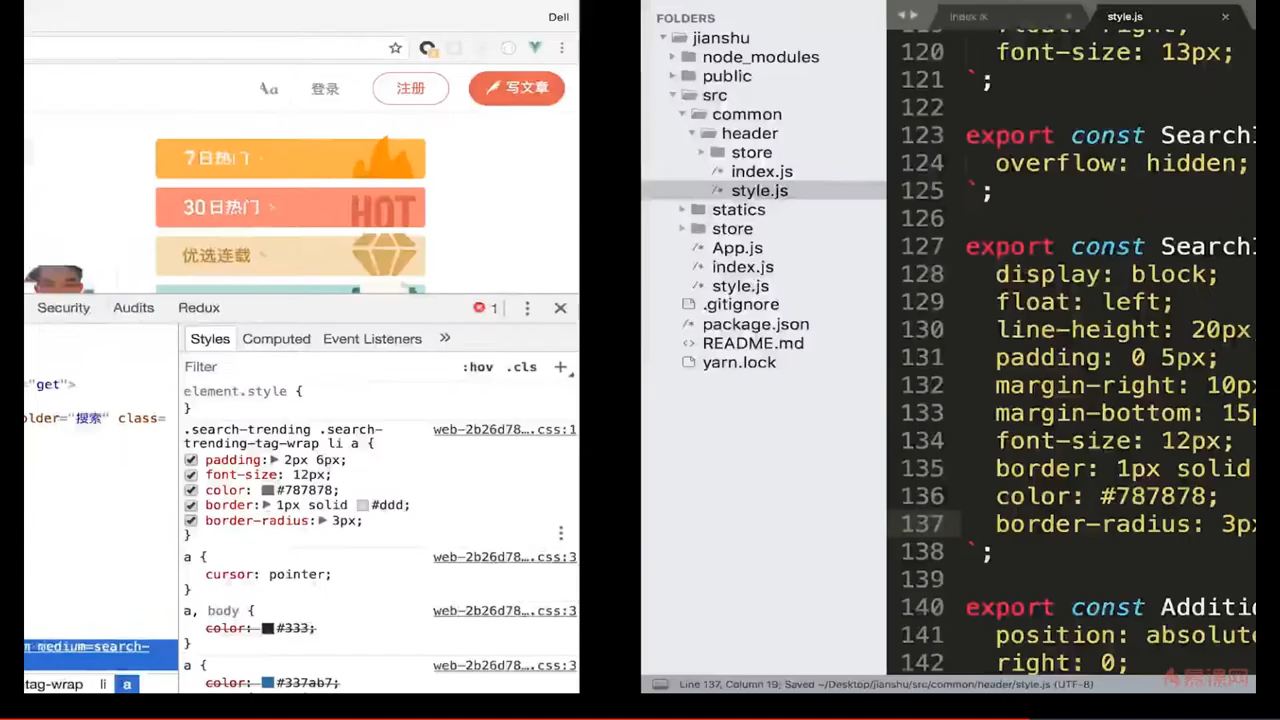 Dell
Aa
登录
注册
写文章
7日热门
30日热门
HOT
优选连载
Security
Audits
Redux
1
Styles
Computed
Event Listeners
Filter
:hov
.cls
="get">
older="搜索" class=
m medium=search-
tag-wrap
li
a
element.style {
}
.search-trending .search-
trending-tag-wrap li a {
web-2b26d78….css:1
padding: 2px 6px;
font-size: 12px;
color: #787878;
border: 1px solid #ddd;
border-radius: 3px;
}
a {
web-2b26d78….css:3
cursor: pointer;
}
a, body {
web-2b26d78….css:3
color: #333;
}
a {
web-2b26d78….css:3
color: #337ab7;
FOLDERS
jianshu
node_modules
public
src
common
header
store
index.js
style.js
statics
store
App.js
index.js
style.js
.gitignore
package.json
README.md
yarn.lock
style.js
120 font-size: 13px;
121 `;
122
123 export const SearchI
124 overflow: hidden;
125 `;
126
127 export const SearchI
128 display: block;
129 float: left;
130 line-height: 20px
131 padding: 0 5px;
132 margin-right: 10px
133 margin-bottom: 15p
134 font-size: 12px;
135 border: 1px solid
136 color: #787878;
137 border-radius: 3px
138 `;
139
140 export const Additio
141 position: absolute
142 right: 0;
慕课网
Line 137, Column 19; Saved ~/Desktop/jianshu/src/common/header/style.js (UTF-8)